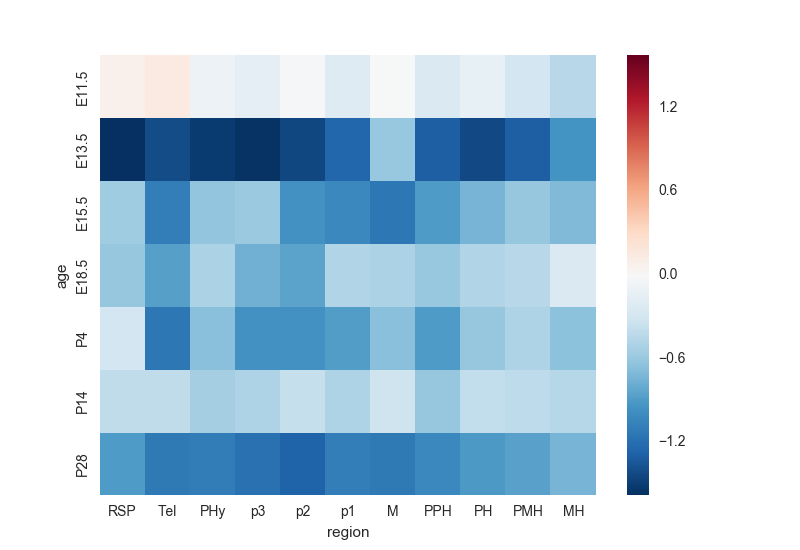 E11.5
E13.5
E15.5
E18.5
P4
P14
P28
age
RSP Tel PHy p3 p2 p1 M PPH PH PMH MH
region
1.2
0.6
0.0
−0.6
−1.2